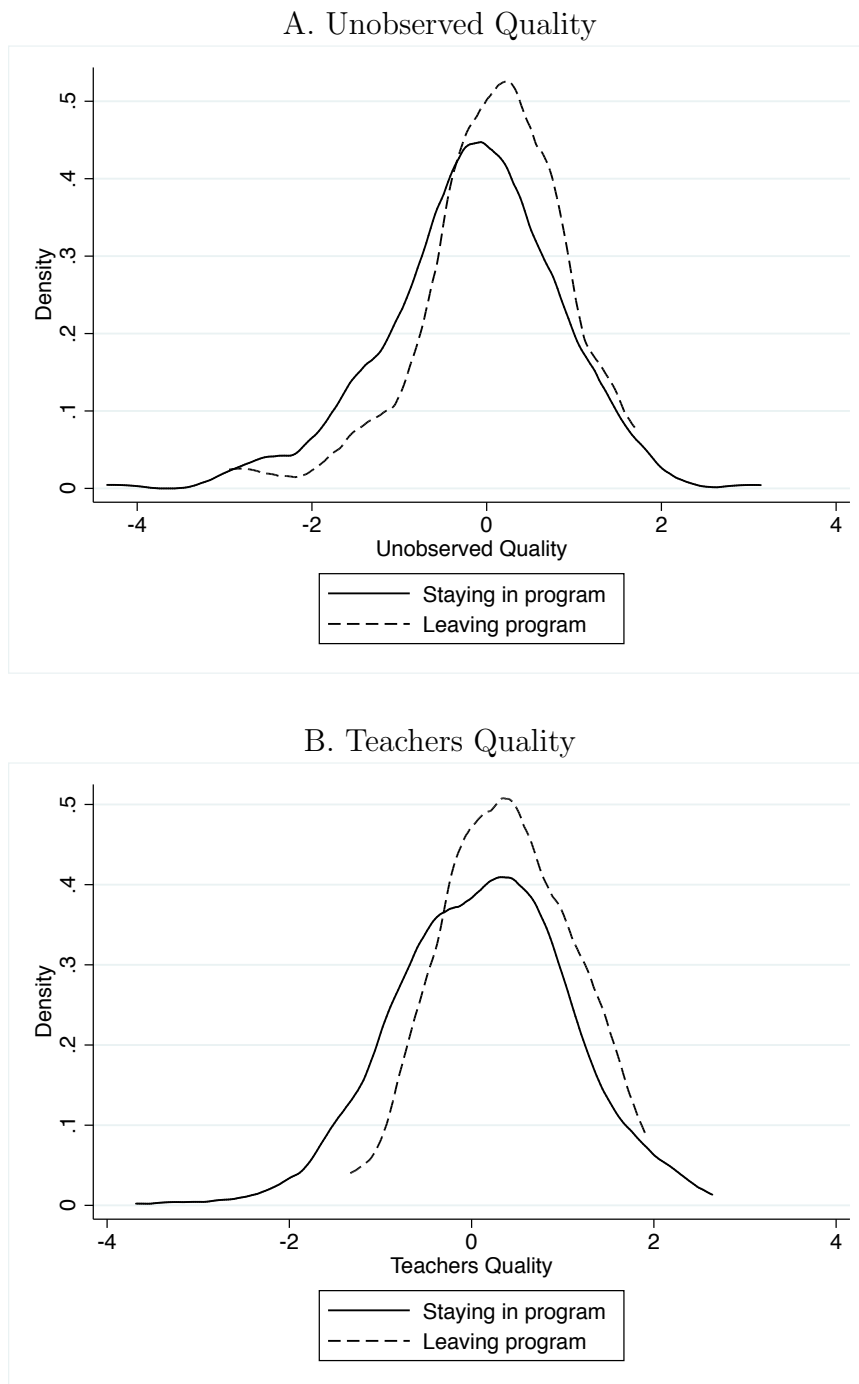 A. Unobserved Quality
.5
.4
.3
.2
.1
0
Density
-4 -2 0 2 4
Unobserved Quality
Staying in program
Leaving program
B. Teachers Quality
.5
.4
.3
.2
.1
0
Density
-4 -2 0 2 4
Teachers Quality
Staying in program
Leaving program